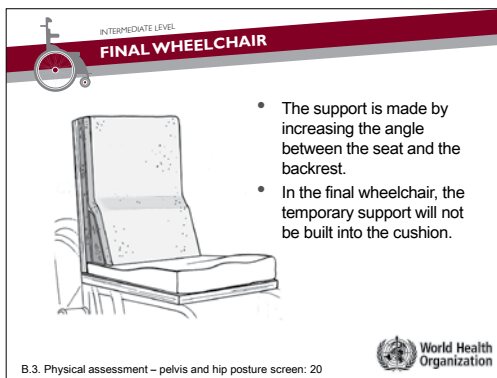 INTERMEDIATE LEVEL
FINAL WHEELCHAIR
• The support is made by
increasing the angle
between the seat and the
backrest.
• In the final wheelchair, the
temporary support will not
be built into the cushion.
B.3. Physical assessment – pelvis and hip posture screen: 20
World Health
Organization